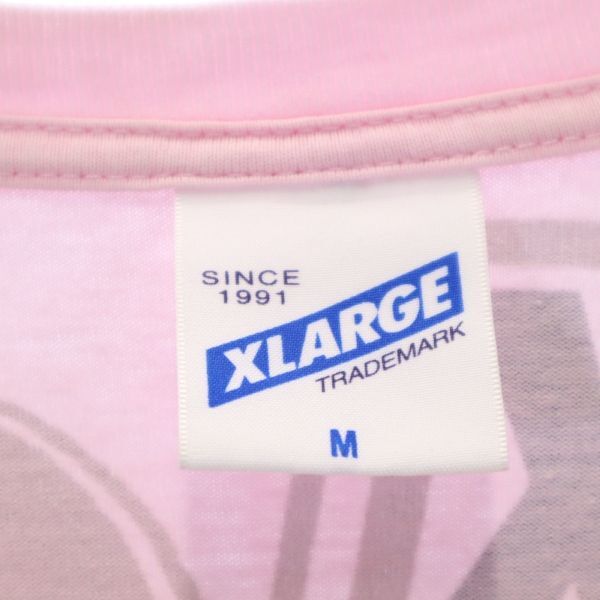 SINCE
1991
XLARGE
TRADEMARK
M